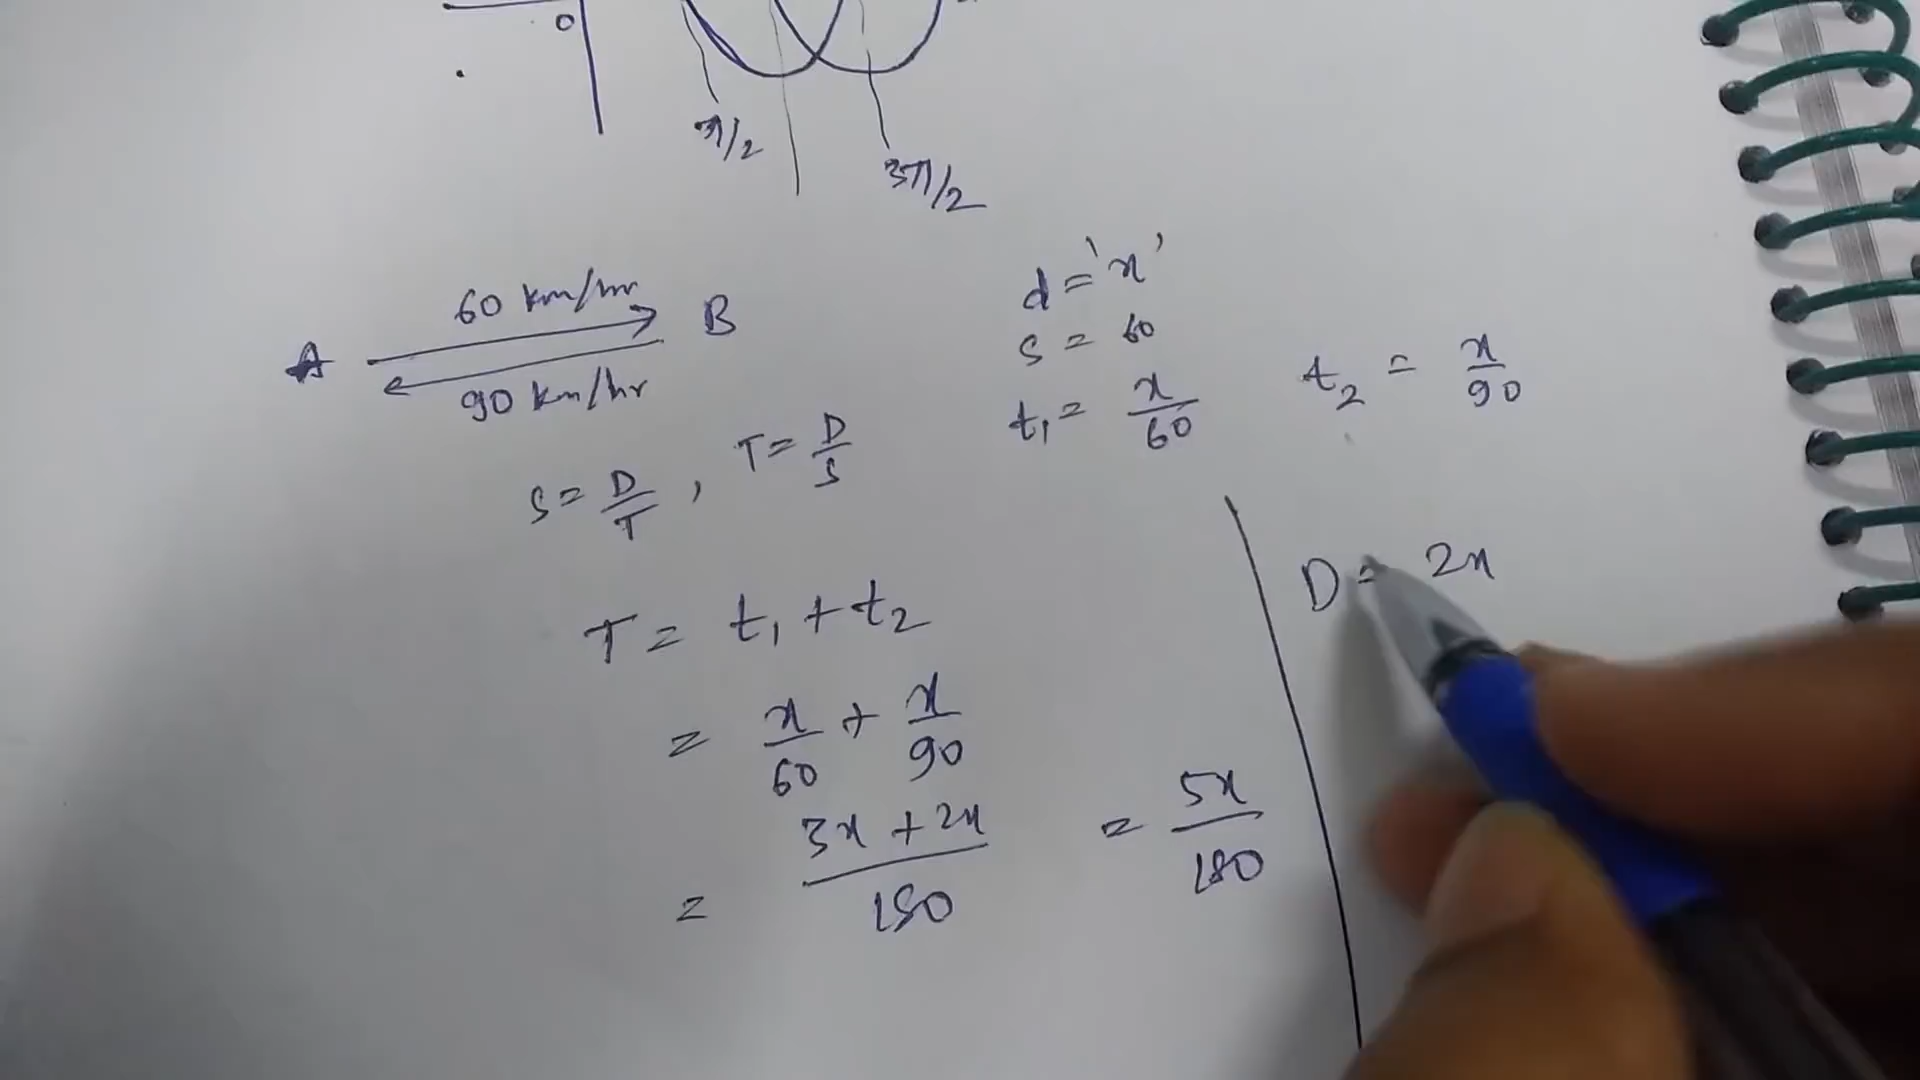 0
π/2
3π/2
60 km/hr
A B
90 km/hr
S = D/T , T = D/S
d = 'x'
s = 60
t₁ = x/60
t₂ = x/90
T = t₁ + t₂
= x/60 + x/90
= 3x + 2x/180 = 5x/180
D = 2x